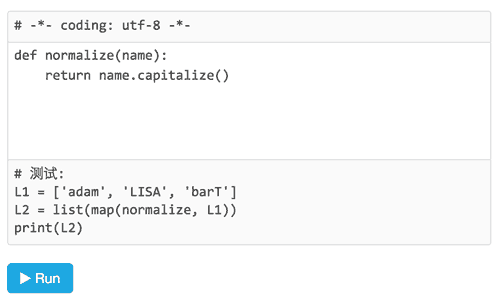 # -*- coding: utf-8 -*-
def normalize(name):
    return name.capitalize()
# 测试:
L1 = ['adam', 'LISA', 'barT']
L2 = list(map(normalize, L1))
print(L2)
Run